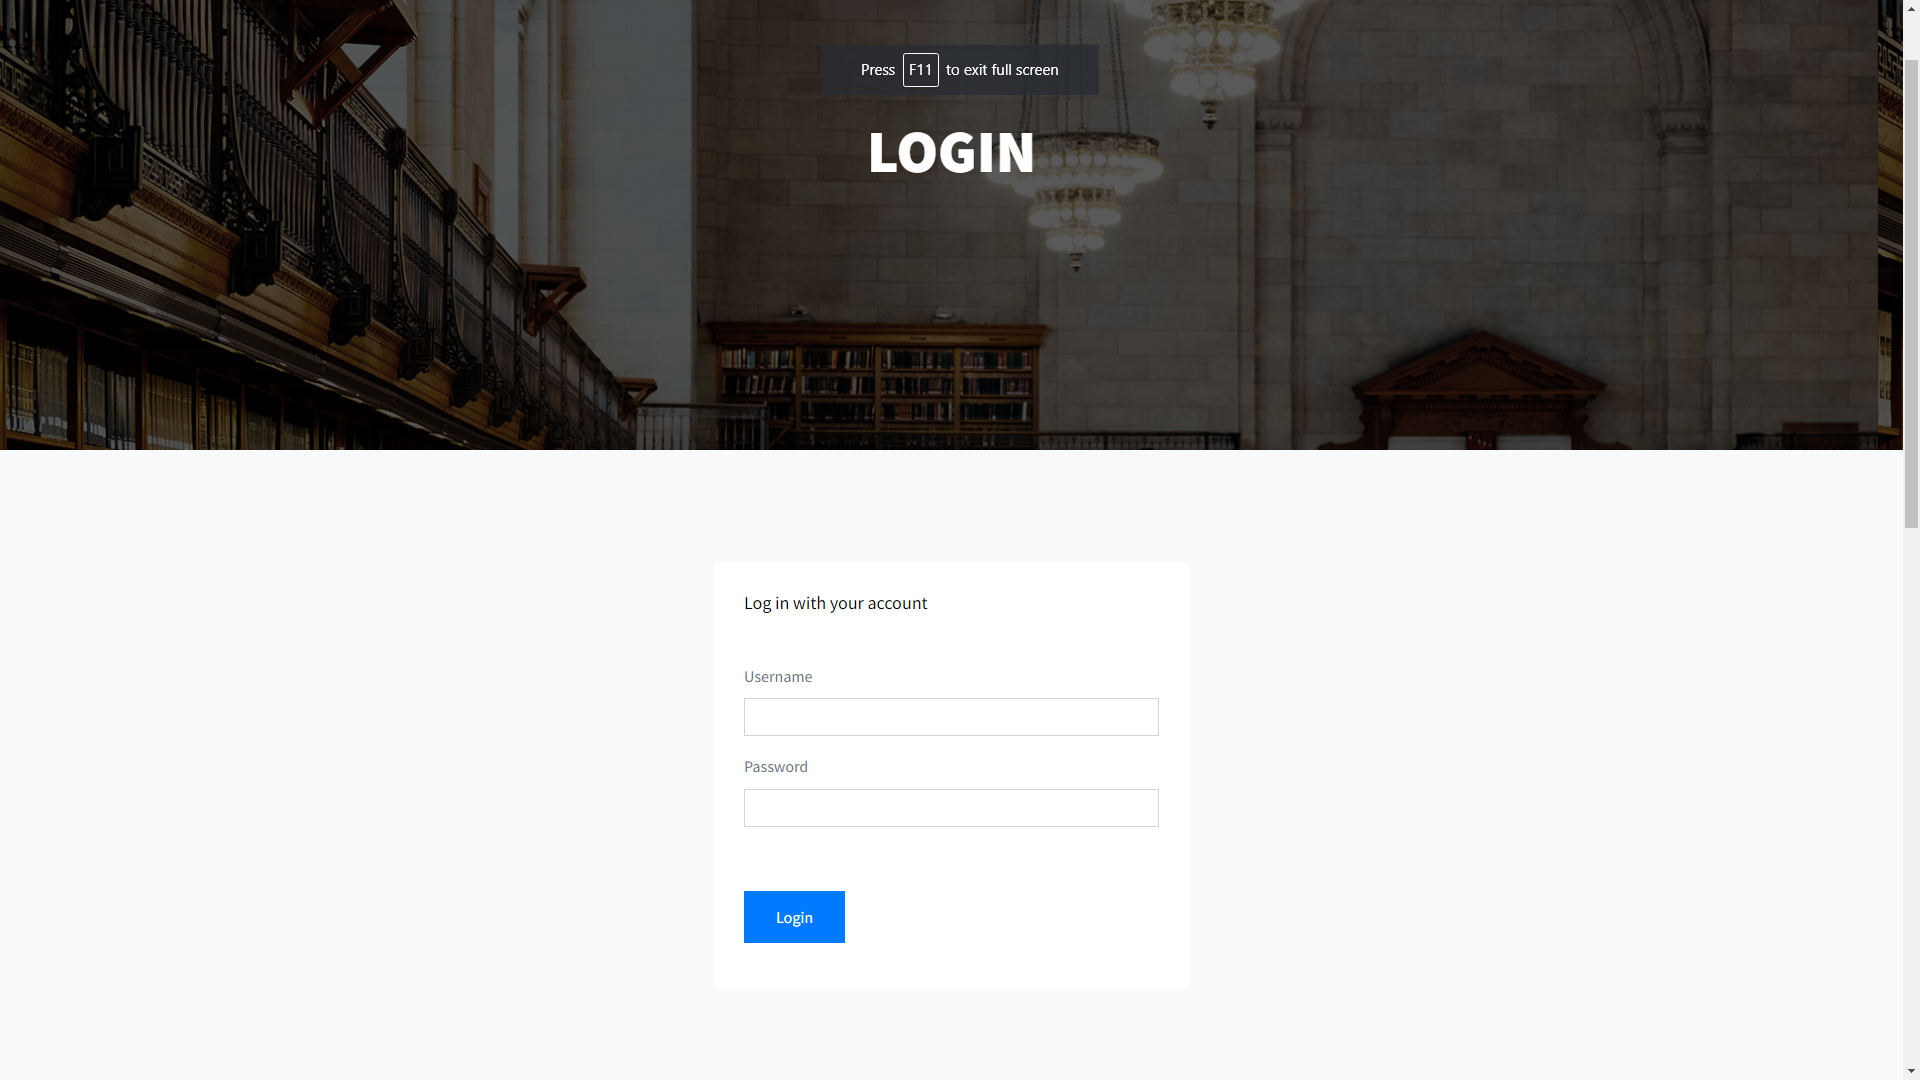 Press F11 to exit full screen
LOGIN
Log in with your account
Username
Password
Login